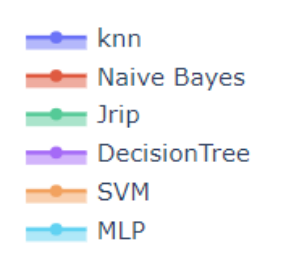 knn
Naive Bayes
Jrip
DecisionTree
SVM
MLP